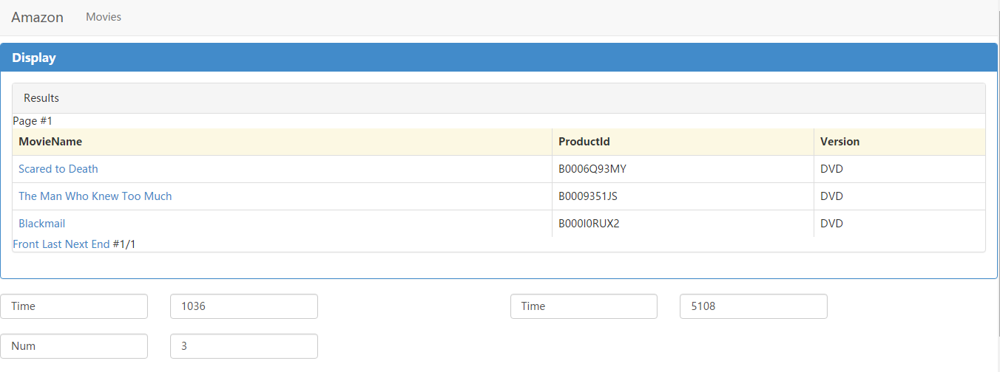 Amazon Movies
Display
Results
Page #1
MovieName ProductId Version
Scared to Death B0006Q93MY DVD
The Man Who Knew Too Much B0009351JS DVD
Blackmail B000I0RUX2 DVD
Front Last Next End #1/1
Time 1036 Time 5108
Num 3